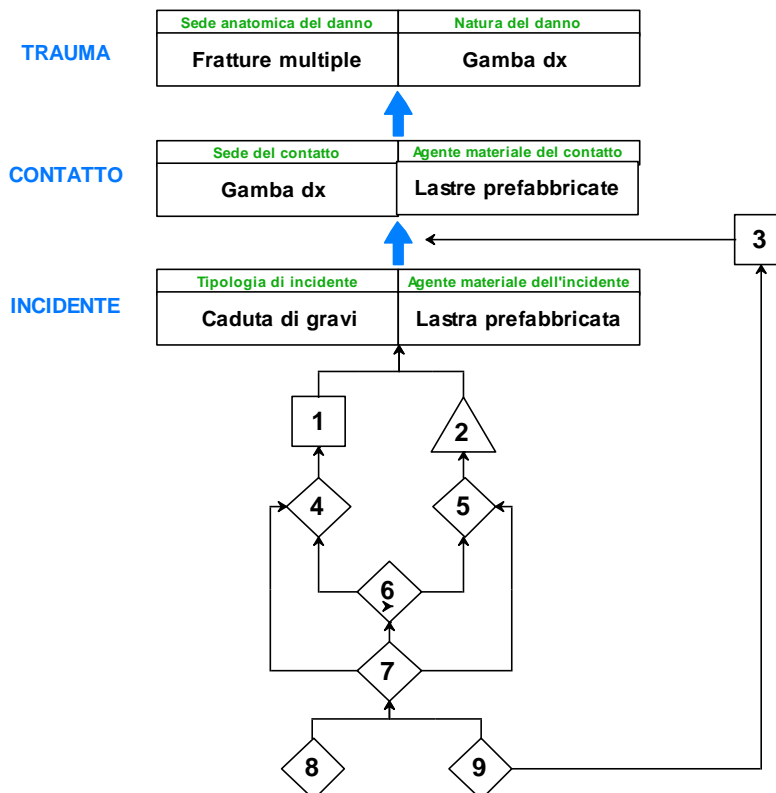 Sede anatomica del danno Natura del danno
TRAUMA Fratture multiple Gamba dx
Sede del contatto Agente materiale del contatto
CONTATTO Gamba dx Lastre prefabbricate
3
Tipologia di incidente Agente materiale dell'incidente
INCIDENTE Caduta di gravi Lastra prefabbricata
1 2
4 5
6
7
8 9